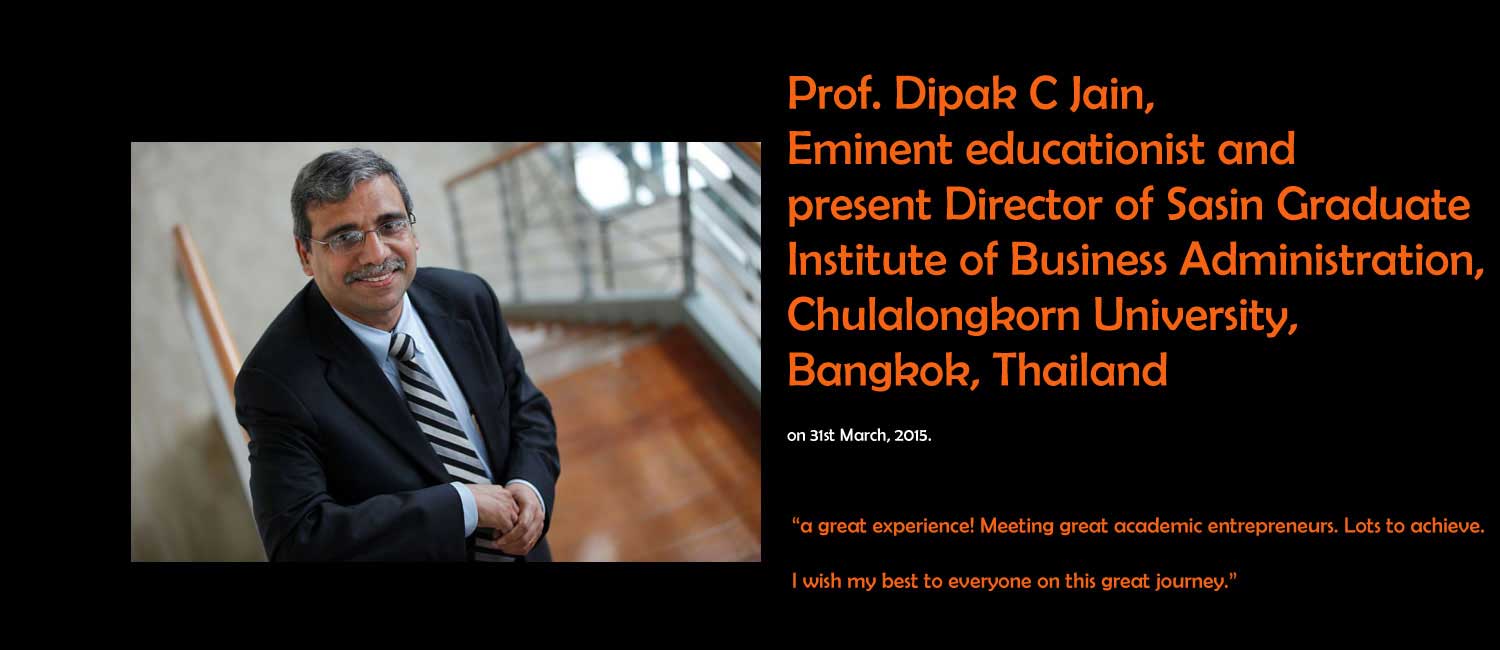 Prof. Dipak C Jain,
Eminent educationist and
present Director of Sasin Graduate
Institute of Business Administration,
Chulalongkorn University,
Bangkok, Thailand
on 31st March, 2015.
“a great experience! Meeting great academic entrepreneurs. Lots to achieve.
I wish my best to everyone on this great journey.”